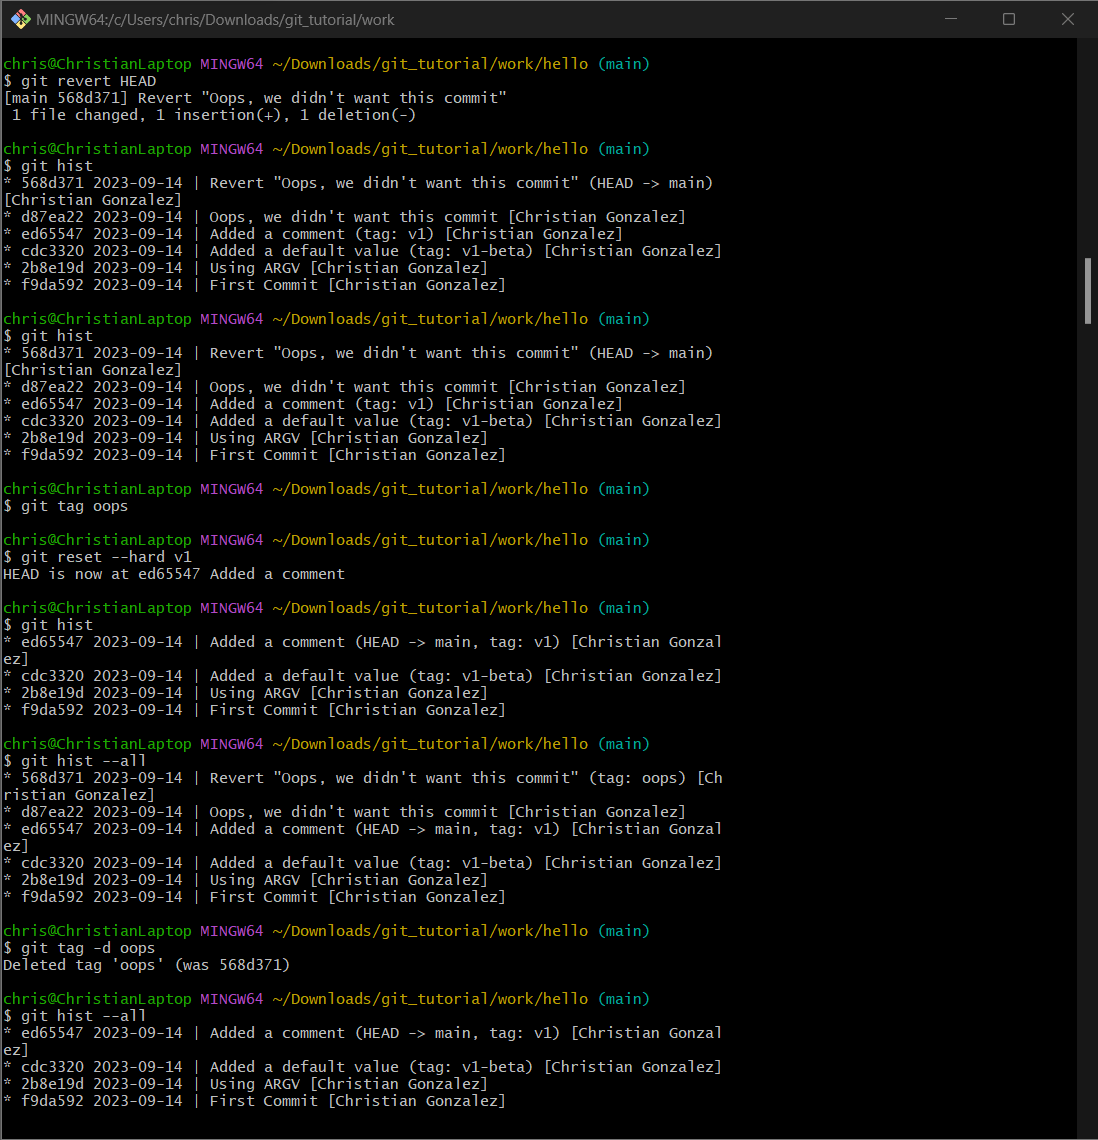 MINGW64:/c/Users/chris/Downloads/git_tutorial/work
chris@ChristianLaptop MINGW64 ~/Downloads/git_tutorial/work/hello (main)
$ git revert HEAD
[main 568d371] Revert "Oops, we didn't want this commit"
 1 file changed, 1 insertion(+), 1 deletion(-)
chris@ChristianLaptop MINGW64 ~/Downloads/git_tutorial/work/hello (main)
$ git hist
* 568d371 2023-09-14 | Revert "Oops, we didn't want this commit" (HEAD -> main)
[Christian Gonzalez]
* d87ea22 2023-09-14 | Oops, we didn't want this commit [Christian Gonzalez]
* ed65547 2023-09-14 | Added a comment (tag: v1) [Christian Gonzalez]
* cdc3320 2023-09-14 | Added a default value (tag: v1-beta) [Christian Gonzalez]
* 2b8e19d 2023-09-14 | Using ARGV [Christian Gonzalez]
* f9da592 2023-09-14 | First Commit [Christian Gonzalez]
chris@ChristianLaptop MINGW64 ~/Downloads/git_tutorial/work/hello (main)
$ git hist
* 568d371 2023-09-14 | Revert "Oops, we didn't want this commit" (HEAD -> main)
[Christian Gonzalez]
* d87ea22 2023-09-14 | Oops, we didn't want this commit [Christian Gonzalez]
* ed65547 2023-09-14 | Added a comment (tag: v1) [Christian Gonzalez]
* cdc3320 2023-09-14 | Added a default value (tag: v1-beta) [Christian Gonzalez]
* 2b8e19d 2023-09-14 | Using ARGV [Christian Gonzalez]
* f9da592 2023-09-14 | First Commit [Christian Gonzalez]
chris@ChristianLaptop MINGW64 ~/Downloads/git_tutorial/work/hello (main)
$ git tag oops
chris@ChristianLaptop MINGW64 ~/Downloads/git_tutorial/work/hello (main)
$ git reset --hard v1
HEAD is now at ed65547 Added a comment
chris@ChristianLaptop MINGW64 ~/Downloads/git_tutorial/work/hello (main)
$ git hist
* ed65547 2023-09-14 | Added a comment (HEAD -> main, tag: v1) [Christian Gonzal
ez]
* cdc3320 2023-09-14 | Added a default value (tag: v1-beta) [Christian Gonzalez]
* 2b8e19d 2023-09-14 | Using ARGV [Christian Gonzalez]
* f9da592 2023-09-14 | First Commit [Christian Gonzalez]
chris@ChristianLaptop MINGW64 ~/Downloads/git_tutorial/work/hello (main)
$ git hist --all
* 568d371 2023-09-14 | Revert "Oops, we didn't want this commit" (tag: oops) [Ch
ristian Gonzalez]
* d87ea22 2023-09-14 | Oops, we didn't want this commit [Christian Gonzalez]
* ed65547 2023-09-14 | Added a comment (HEAD -> main, tag: v1) [Christian Gonzal
ez]
* cdc3320 2023-09-14 | Added a default value (tag: v1-beta) [Christian Gonzalez]
* 2b8e19d 2023-09-14 | Using ARGV [Christian Gonzalez]
* f9da592 2023-09-14 | First Commit [Christian Gonzalez]
chris@ChristianLaptop MINGW64 ~/Downloads/git_tutorial/work/hello (main)
$ git tag -d oops
Deleted tag 'oops' (was 568d371)
chris@ChristianLaptop MINGW64 ~/Downloads/git_tutorial/work/hello (main)
$ git hist --all
* ed65547 2023-09-14 | Added a comment (HEAD -> main, tag: v1) [Christian Gonzal
ez]
* cdc3320 2023-09-14 | Added a default value (tag: v1-beta) [Christian Gonzalez]
* 2b8e19d 2023-09-14 | Using ARGV [Christian Gonzalez]
* f9da592 2023-09-14 | First Commit [Christian Gonzalez]